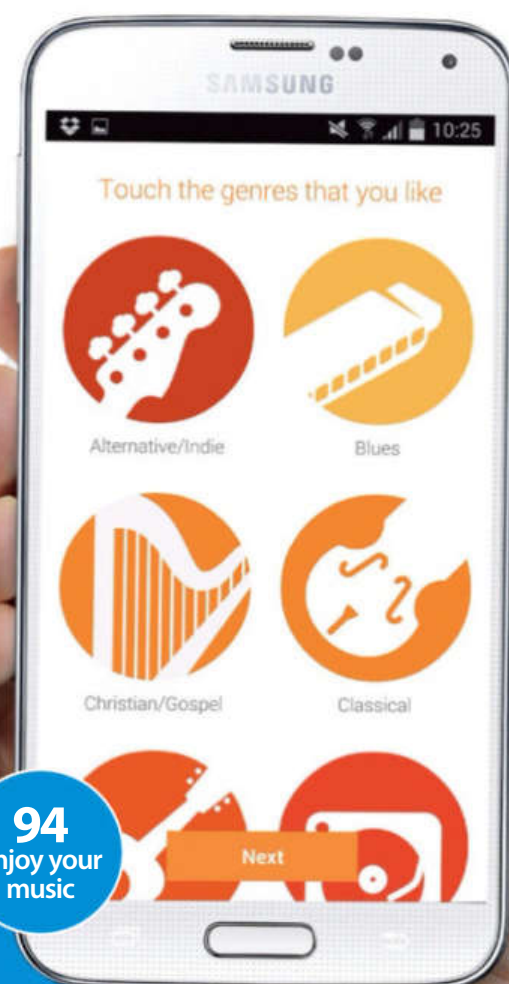 SAMSUNG
10:25
Touch the genres that you like
Alternative/Indie
Blues
Christian/Gospel
Classical
Next
94
njoy your
music